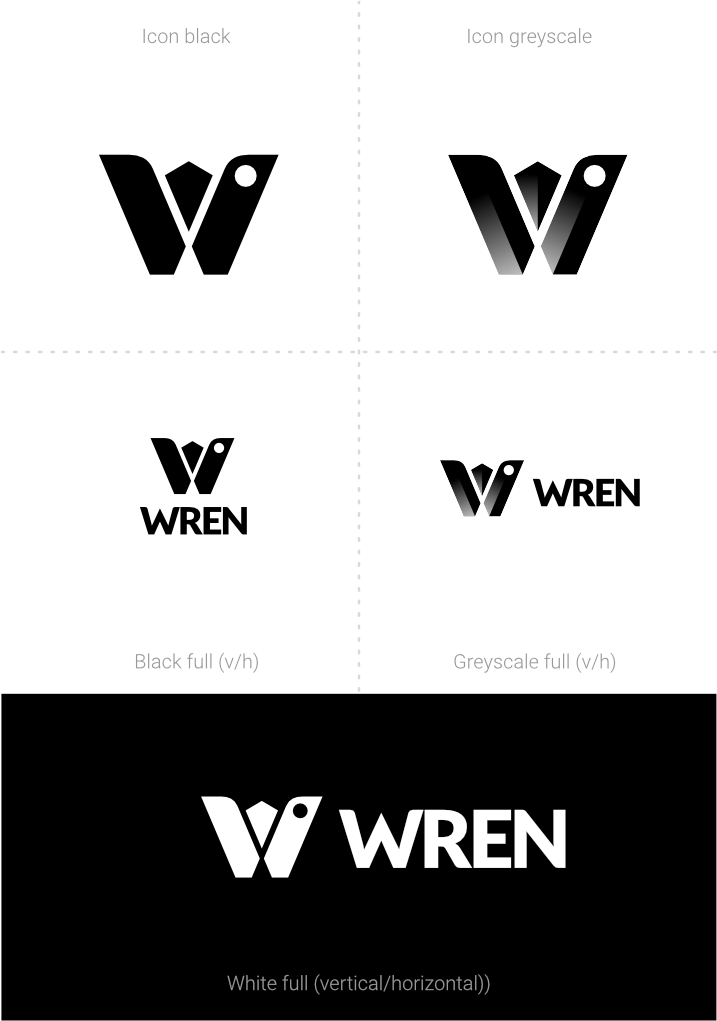 Icon black
Icon greyscale
WREN
WREN
Black full (v/h)
Greyscale full (v/h)
WREN
White full (vertical/horizontal))